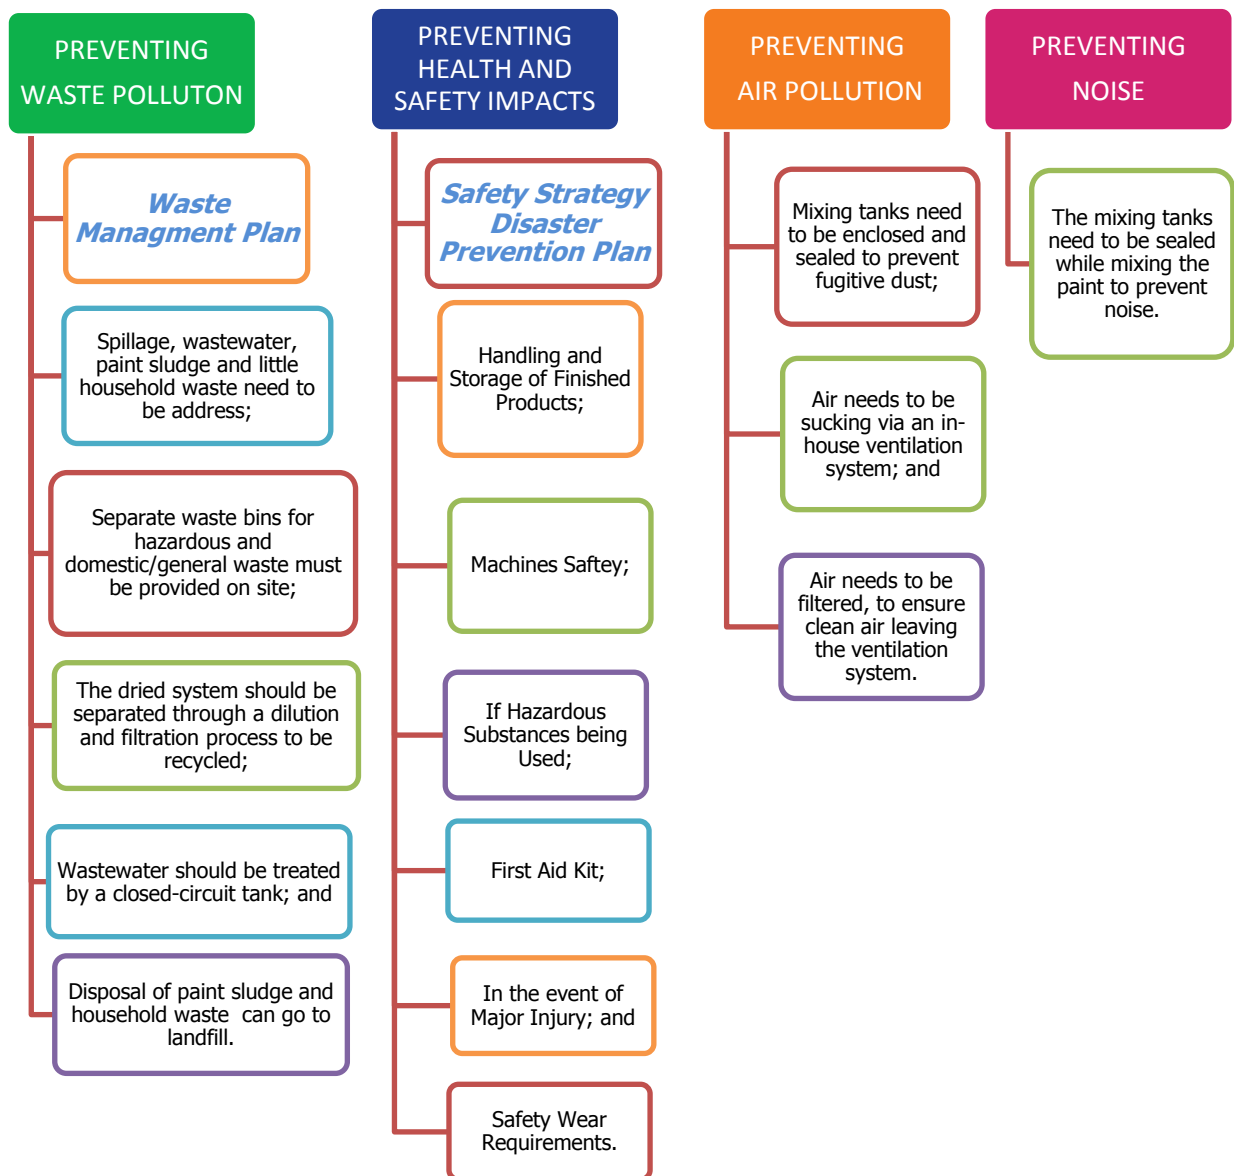 PREVENTING
WASTE POLLUTON
Waste
Managment Plan
Spillage, wastewater,
paint sludge and little
household waste need to
be address;
Separate waste bins for
hazardous and
domestic/general waste must
be provided on site;
The dried system should be
separated through a dilution
and filtration process to be
recycled;
Wastewater should be treated
by a closed-circuit tank; and
Disposal of paint sludge and
household waste can go to
landfill.
PREVENTING
HEALTH AND
SAFETY IMPACTS
Safety Strategy
Disaster
Prevention Plan
Handling and
Storage of Finished
Products;
Machines Saftey;
If Hazardous
Substances being
Used;
First Aid Kit;
In the event of
Major Injury; and
Safety Wear
Requirements.
PREVENTING
AIR POLLUTION
Mixing tanks need
to be enclosed and
sealed to prevent
fugitive dust;
Air needs to be
sucking via an in-
house ventilation
system; and
Air needs to be
filtered, to ensure
clean air leaving
the ventilation
system.
PREVENTING
NOISE
The mixing tanks
need to be sealed
while mixing the
paint to prevent
noise.